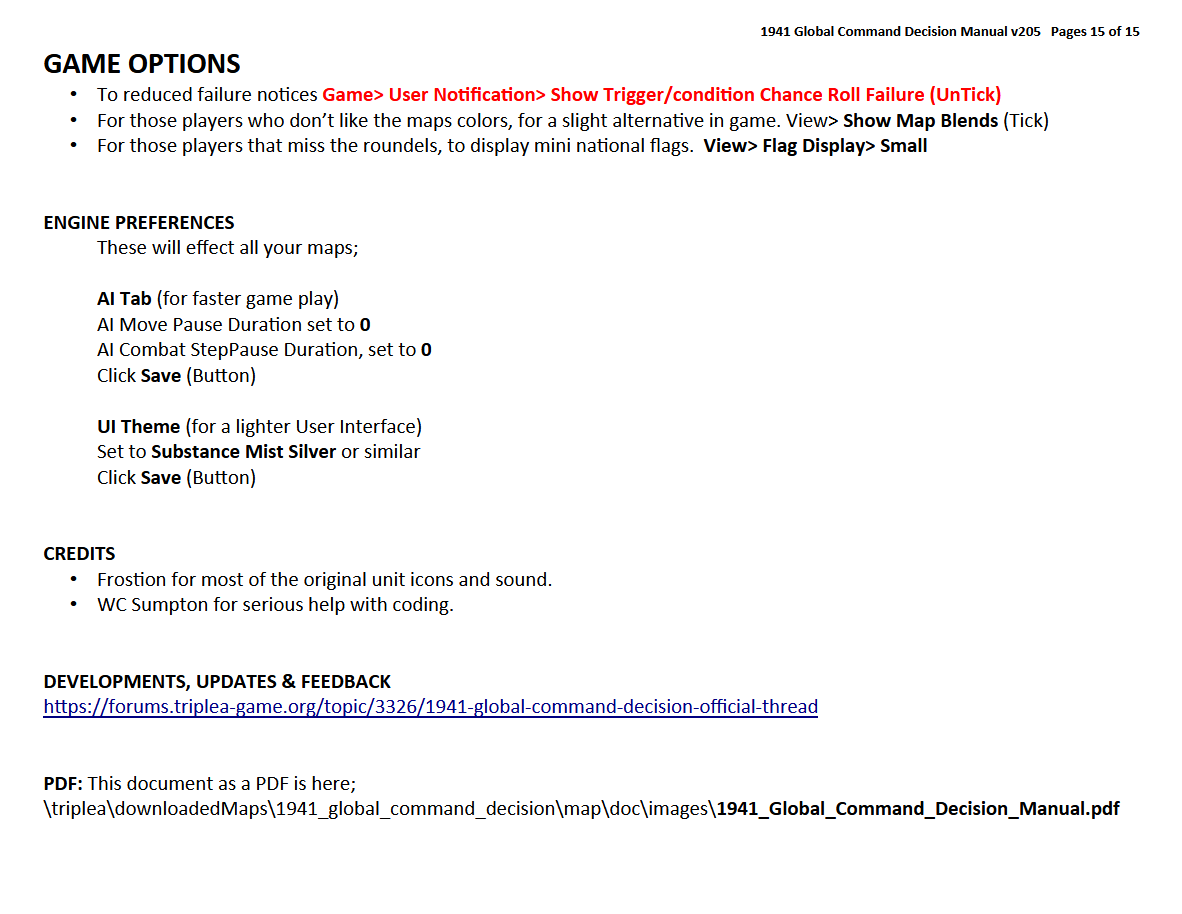 1941 Global Command Decision Manual v205 Pages 15 of 15
GAME OPTIONS
• To reduced failure notices Game> User Notification> Show Trigger/condition Chance Roll Failure (UnTick)
• For those players who don’t like the maps colors, for a slight alternative in game. View> Show Map Blends (Tick)
• For those players that miss the roundels, to display mini national flags. View> Flag Display> Small
ENGINE PREFERENCES
These will effect all your maps;
AI Tab (for faster game play)
AI Move Pause Duration set to 0
AI Combat StepPause Duration, set to 0
Click Save (Button)
UI Theme (for a lighter User Interface)
Set to Substance Mist Silver or similar
Click Save (Button)
CREDITS
• Frostion for most of the original unit icons and sound.
• WC Sumpton for serious help with coding.
DEVELOPMENTS, UPDATES & FEEDBACK
https://forums.triplea-game.org/topic/3326/1941-global-command-decision-official-thread
PDF: This document as a PDF is here;
\triplea\downloadedMaps\1941_global_command_decision\map\doc\images\1941_Global_Command_Decision_Manual.pdf